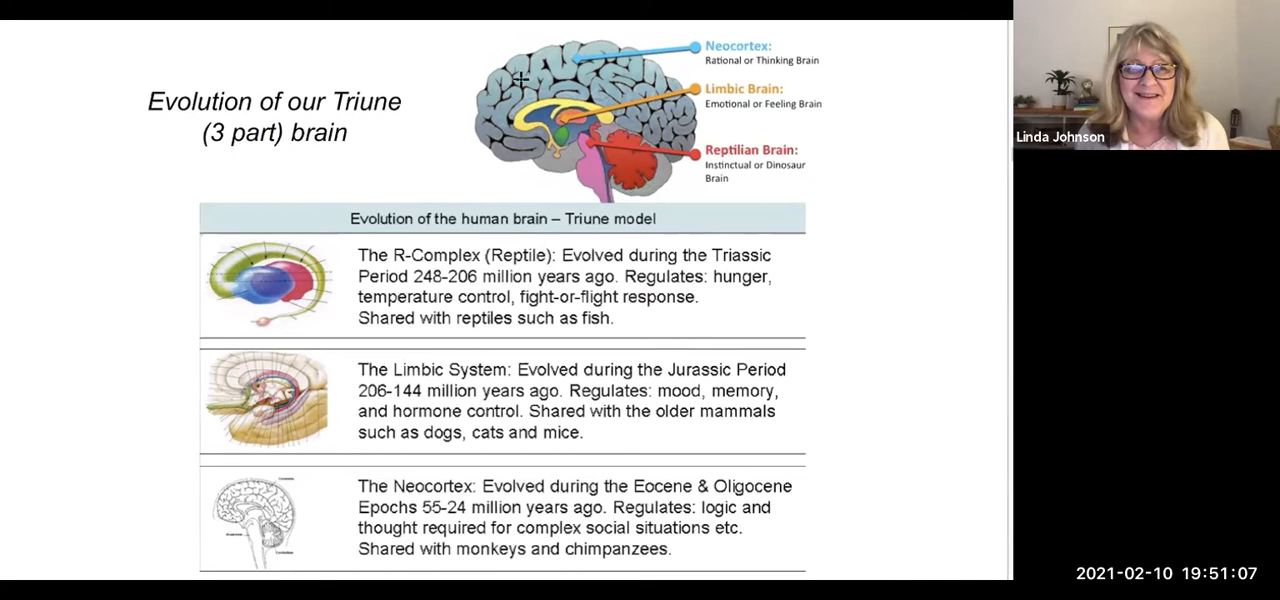 Evolution of our Triune
(3 part) brain
Neocortex:
Rational or Thinking Brain
Limbic Brain:
Emotional or Feeling Brain
Reptilian Brain:
Instinctual or Dinosaur
Brain
Linda Johnson
Evolution of the human brain – Triune model
The R-Complex (Reptile): Evolved during the Triassic
Period 248-206 million years ago. Regulates: hunger,
temperature control, fight-or-flight response.
Shared with reptiles such as fish.
The Limbic System: Evolved during the Jurassic Period
206-144 million years ago. Regulates: mood, memory,
and hormone control. Shared with the older mammals
such as dogs, cats and mice.
The Neocortex: Evolved during the Eocene & Oligocene
Epochs 55-24 million years ago. Regulates: logic and
thought required for complex social situations etc.
Shared with monkeys and chimpanzees.
2021-02-10 19:51:07